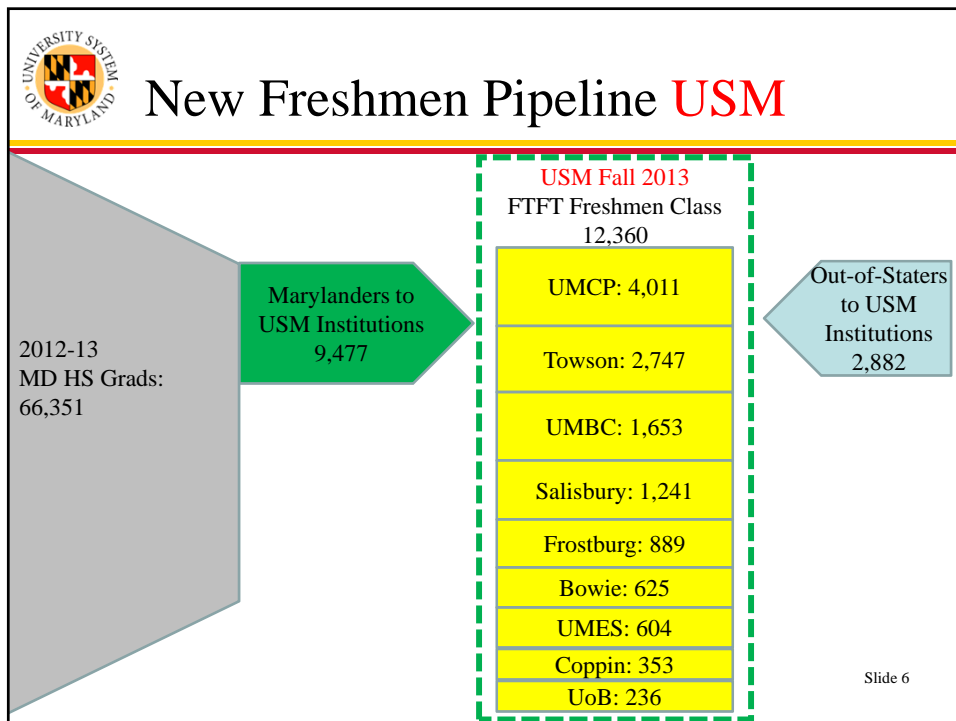 UNIVERSITY SYSTEM
OF MARYLAND
New Freshmen Pipeline USM
2012-13
MD HS Grads:
66,351
Marylanders to
USM Institutions
9,477
USM Fall 2013
FTFT Freshmen Class
12,360
UMCP: 4,011
Towson: 2,747
UMBC: 1,653
Salisbury: 1,241
Frostburg: 889
Bowie: 625
UMES: 604
Coppin: 353
UoB: 236
Out-of-Staters
to USM
Institutions
2,882
Slide 6